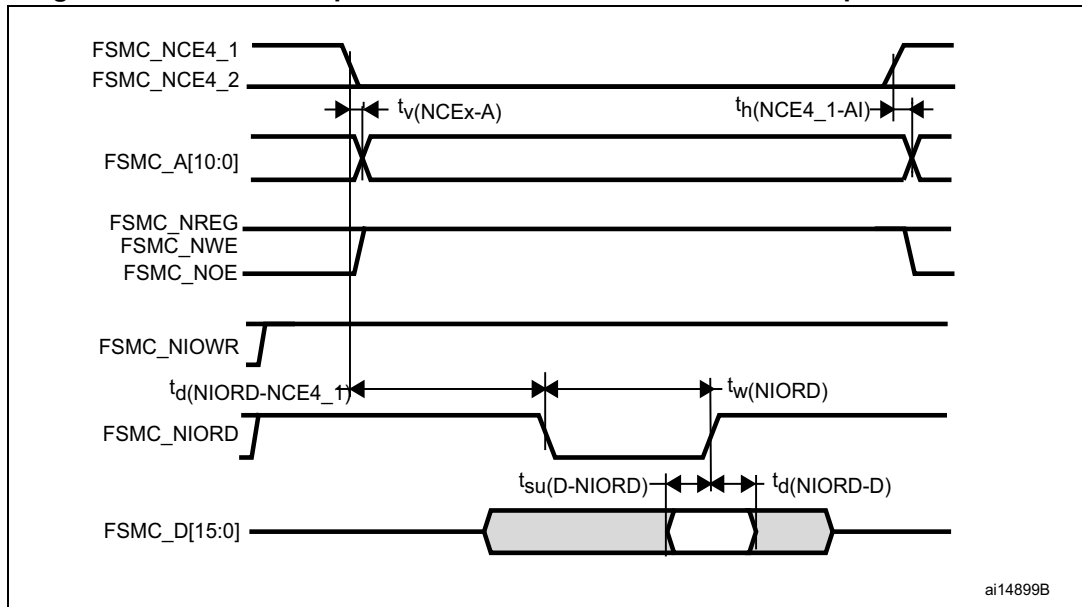 FSMC_NCE4_1
FSMC_NCE4_2
tv(NCEx-A)
th(NCE4_1-AI)
FSMC_A[10:0]
FSMC_NREG
FSMC_NWE
FSMC_NOE
FSMC_NIOWR
td(NIORD-NCE4_1)
tw(NIORD)
FSMC_NIORD
tsu(D-NIORD)
td(NIORD-D)
FSMC_D[15:0]
ai14899B